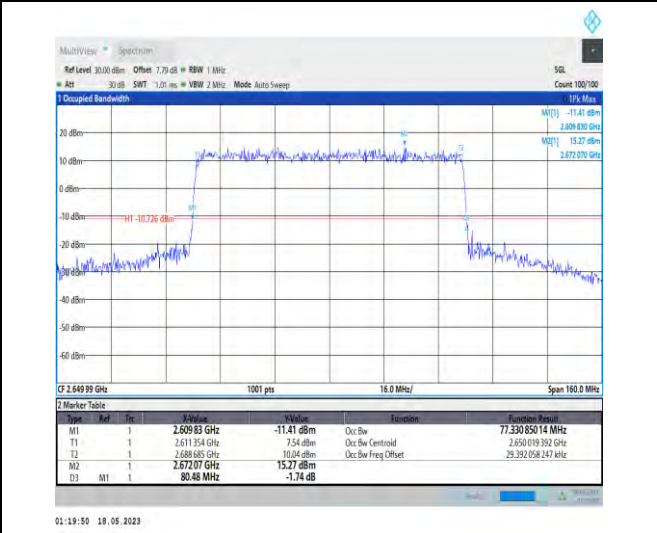 MultiView Spectrum
Ref Level 30.00 dBm Offset 7.79 dB RBW 1 MHz SGL
Att 30 dB SWT 1.01 ms VBW 2 MHz Mode Auto Sweep Count 100/100
1 Occupied Bandwidth 1Pk Max
M1[1] -11.41 dBm
2.609 830 GHz
M2[1] 15.27 dBm
2.672 070 GHz
20 dBm
10 dBm
0 dBm
-10 dBm
H1 -10.726 dBm
-20 dBm
-30 dBm
-40 dBm
-50 dBm
-60 dBm
M1
M2
T2
CF 2.649 99 GHz 1001 pts 16.0 MHz/ Span 160.0 MHz
2 Marker Table
Type Ref Trc X-Value Y-Value Function Function Result
M1 1 2.609 83 GHz -11.41 dBm Occ Bw 77.330 850 14 MHz
T1 1 2.611 354 GHz 7.54 dBm Occ Bw Centroid 2.650 019 392 GHz
T2 1 2.688 685 GHz 10.04 dBm Occ Bw Freq Offset 29.392 058 247 kHz
M2 1 2.672 07 GHz 15.27 dBm
D3 M1 1 80.48 MHz -1.74 dB
01:19:50 18.05.2023